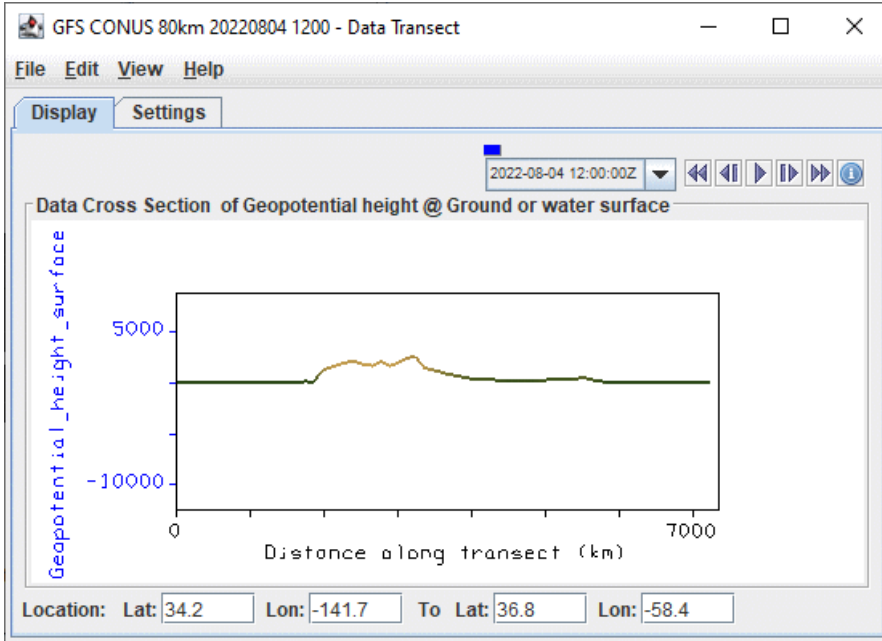 GFS CONUS 80km 20220804 1200 - Data Transect
File Edit View Help
Display Settings
2022-08-04 12:00:00Z
Data Cross Section of Geopotential height @ Ground or water surface
Geopotential_height_surface
5000
-10000
0 7000
Distance along transect (km)
Location: Lat: 34.2 Lon: -141.7 To Lat: 36.8 Lon: -58.4